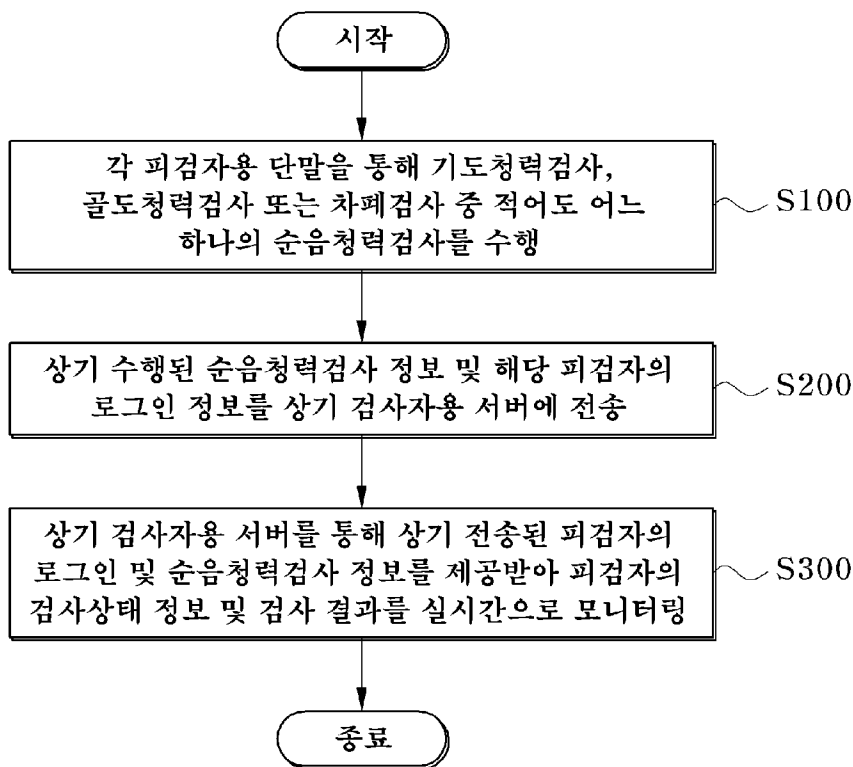 시작
각 피검자용 단말을 통해 기도청력검사,
골도청력검사 또는 차폐검사 중 적어도 어느
하나의 순음청력검사를 수행
S100
상기 수행된 순음청력검사 정보 및 해당 피검자의
로그인 정보를 상기 검사자용 서버에 전송
S200
상기 검사자용 서버를 통해 상기 전송된 피검자의
로그인 및 순음청력검사 정보를 제공받아 피검자의
검사상태 정보 및 검사 결과를 실시간으로 모니터링
S300
종료